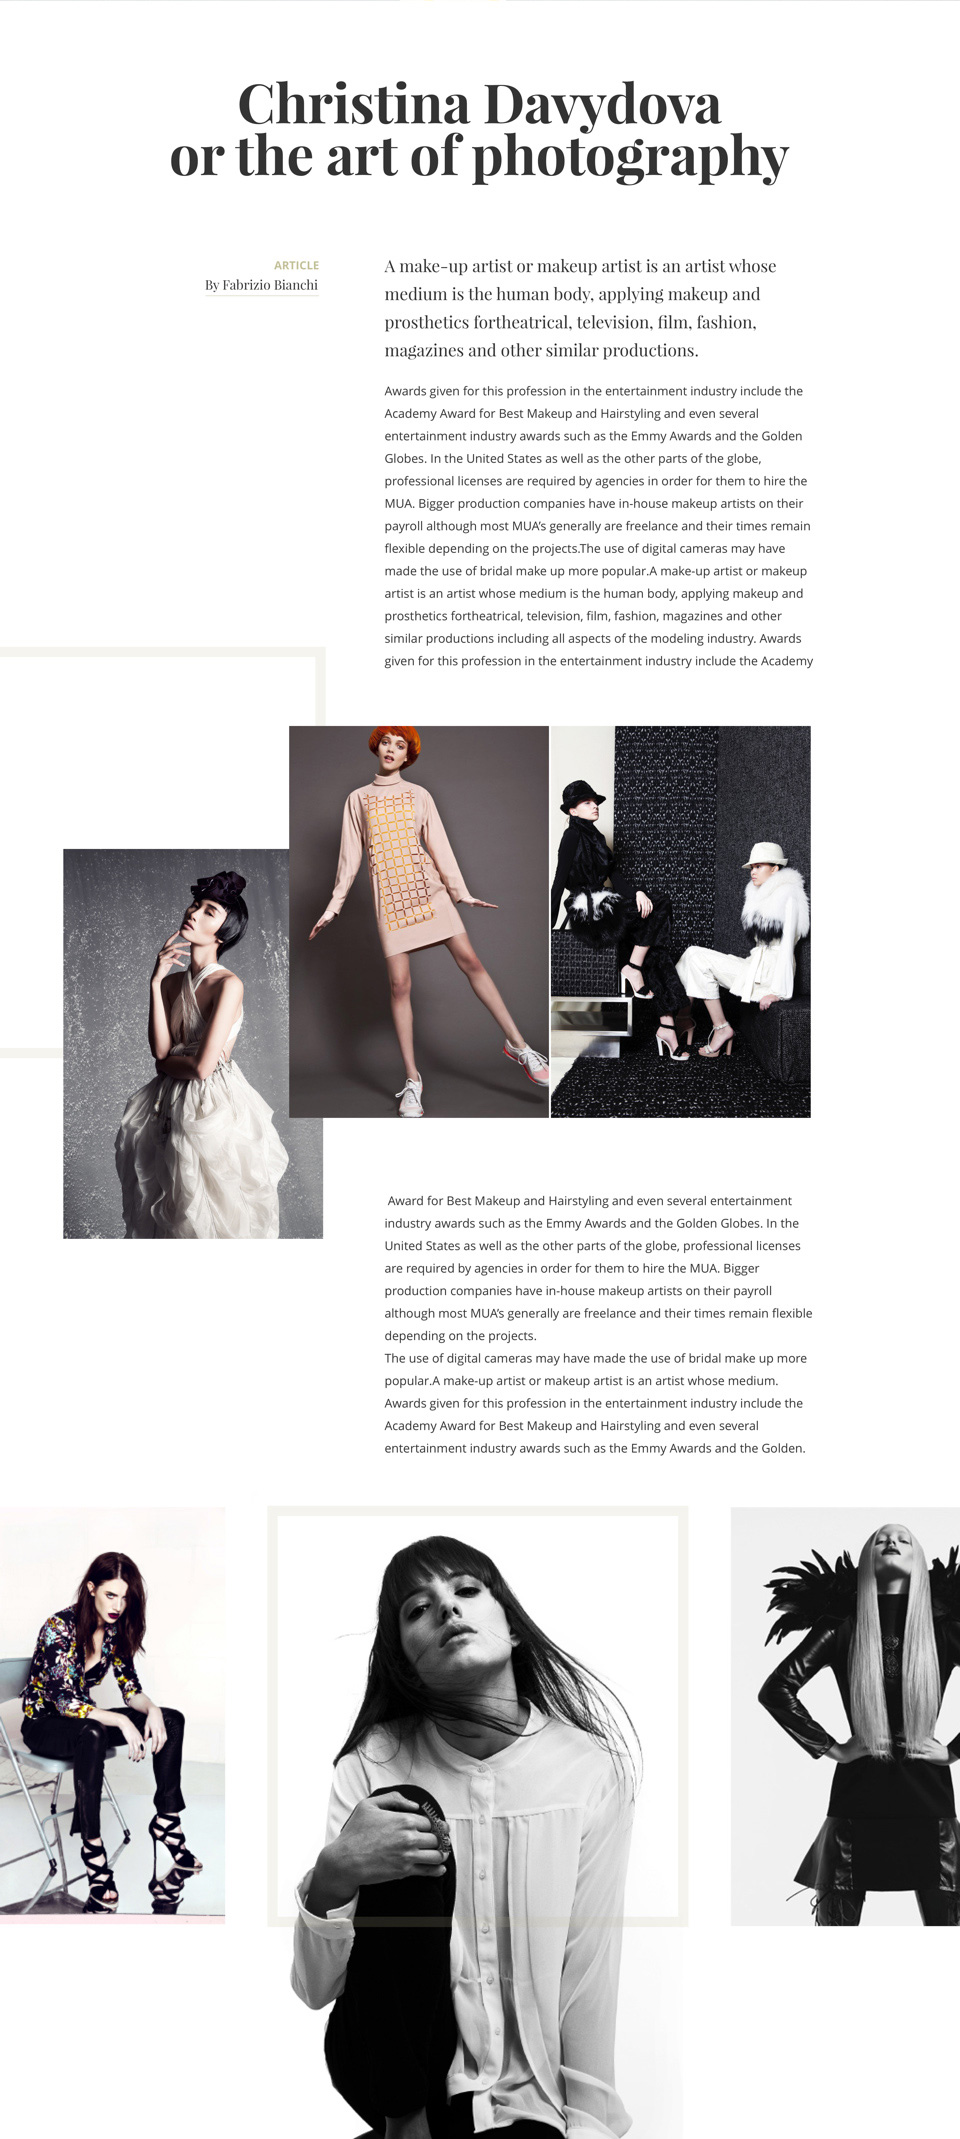 Christina Davydova
or the art of photography
ARTICLE
By Fabrizio Bianchi
A make-up artist or makeup artist is an artist whose
medium is the human body, applying makeup and
prosthetics fortheatrical, television, film, fashion,
magazines and other similar productions.
Awards given for this profession in the entertainment industry include the
Academy Award for Best Makeup and Hairstyling and even several
entertainment industry awards such as the Emmy Awards and the Golden
Globes. In the United States as well as the other parts of the globe,
professional licenses are required by agencies in order for them to hire the
MUA. Bigger production companies have in-house makeup artists on their
payroll although most MUA’s generally are freelance and their times remain
flexible depending on the projects.The use of digital cameras may have
made the use of bridal make up more popular.A make-up artist or makeup
artist is an artist whose medium is the human body, applying makeup and
prosthetics fortheatrical, television, film, fashion, magazines and other
similar productions including all aspects of the modeling industry. Awards
given for this profession in the entertainment industry include the Academy
Award for Best Makeup and Hairstyling and even several entertainment
industry awards such as the Emmy Awards and the Golden Globes. In the
United States as well as the other parts of the globe, professional licenses
are required by agencies in order for them to hire the MUA. Bigger
production companies have in-house makeup artists on their payroll
although most MUA’s generally are freelance and their times remain flexible
depending on the projects.
The use of digital cameras may have made the use of bridal make up more
popular.A make-up artist or makeup artist is an artist whose medium.
Awards given for this profession in the entertainment industry include the
Academy Award for Best Makeup and Hairstyling and even several
entertainment industry awards such as the Emmy Awards and the Golden.